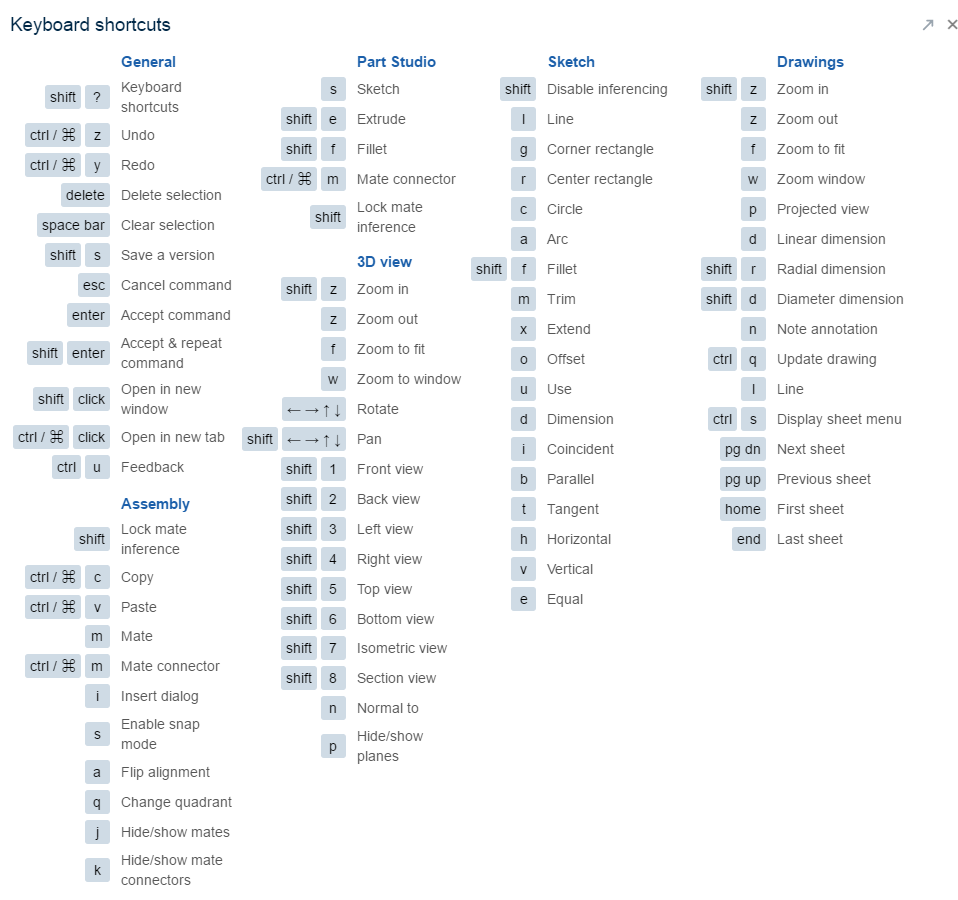 Keyboard shortcuts
General
shift ? Keyboard
shortcuts
ctrl / ⌘ z Undo
ctrl / ⌘ y Redo
delete Delete selection
space bar Clear selection
shift s Save a version
esc Cancel command
enter Accept command
shift enter Accept & repeat
command
shift click Open in new
window
ctrl / ⌘ click Open in new tab
ctrl u Feedback
Assembly
shift Lock mate
inference
ctrl / ⌘ c Copy
ctrl / ⌘ v Paste
m Mate
ctrl / ⌘ m Mate connector
i Insert dialog
s Enable snap
mode
a Flip alignment
q Change quadrant
j Hide/show mates
k Hide/show mate
connectors
Part Studio
s Sketch
shift e Extrude
shift f Fillet
ctrl / ⌘ m Mate connector
shift Lock mate
inference
3D view
shift z Zoom in
z Zoom out
f Zoom to fit
w Zoom to window
←→↑↓ Rotate
shift ←→↑↓ Pan
shift 1 Front view
shift 2 Back view
shift 3 Left view
shift 4 Right view
shift 5 Top view
shift 6 Bottom view
shift 7 Isometric view
shift 8 Section view
n Normal to
p Hide/show
planes
Sketch
shift Disable inferencing
l Line
g Corner rectangle
r Center rectangle
c Circle
a Arc
shift f Fillet
m Trim
x Extend
o Offset
u Use
d Dimension
i Coincident
b Parallel
t Tangent
h Horizontal
v Vertical
e Equal
Drawings
shift z Zoom in
z Zoom out
f Zoom to fit
w Zoom window
p Projected view
d Linear dimension
shift r Radial dimension
shift d Diameter dimension
n Note annotation
ctrl q Update drawing
l Line
ctrl s Display sheet menu
pg dn Next sheet
pg up Previous sheet
home First sheet
end Last sheet